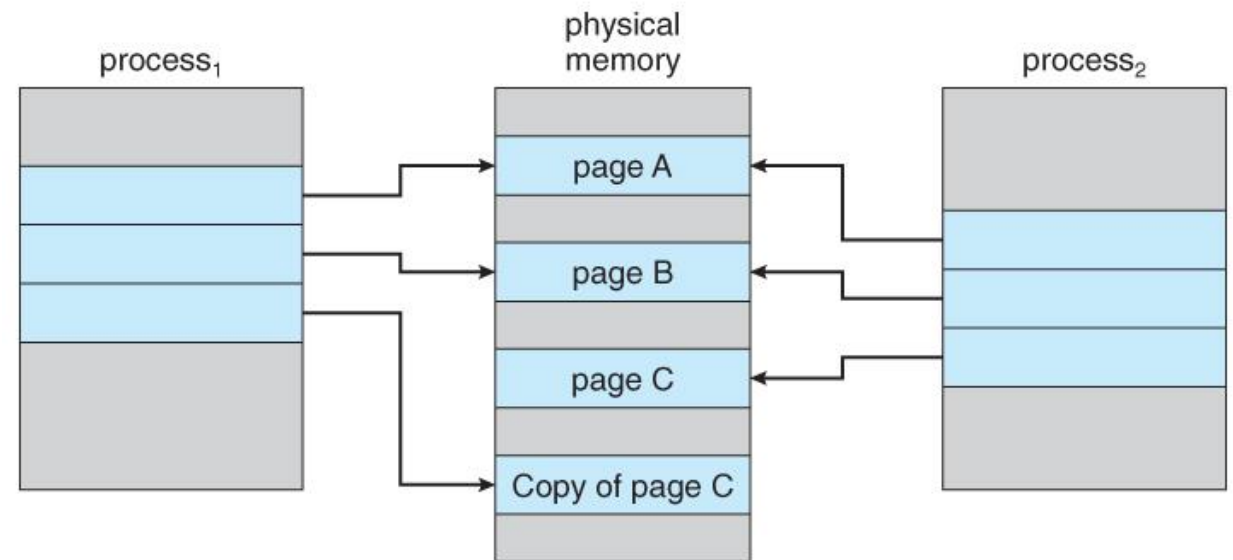 process₁
physical
memory
process₂
page A
page B
page C
Copy of page C